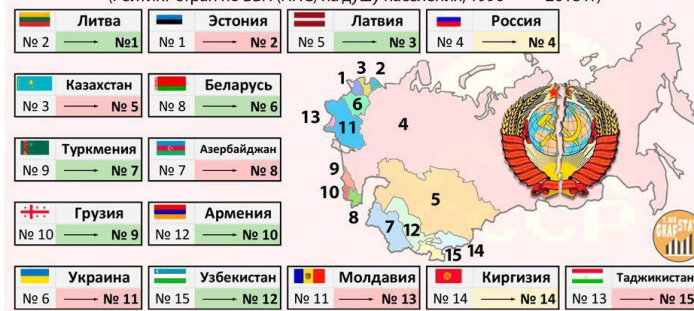 Литва
№ 2 → №1
Эстония
№ 1 → № 2
Латвия
№ 5 → № 3
Россия
№ 4 → № 4
Казахстан
№ 3 → № 5
Беларусь
№ 8 → № 6
Туркмения
№ 9 → № 7
Азербайджан
№ 7 → № 8
Грузия
№ 10 → № 9
Армения
№ 12 → № 10
Украина
№ 6 → № 11
Узбекистан
№ 15 → № 12
Молдавия
№ 11 → № 13
Киргизия
№ 14 → № 14
Таджикистан
№ 13 → № 15
1
3
2
6
13
11
4
9
10
8
5
7
12
15
14
T.ME
GRAFSTAT